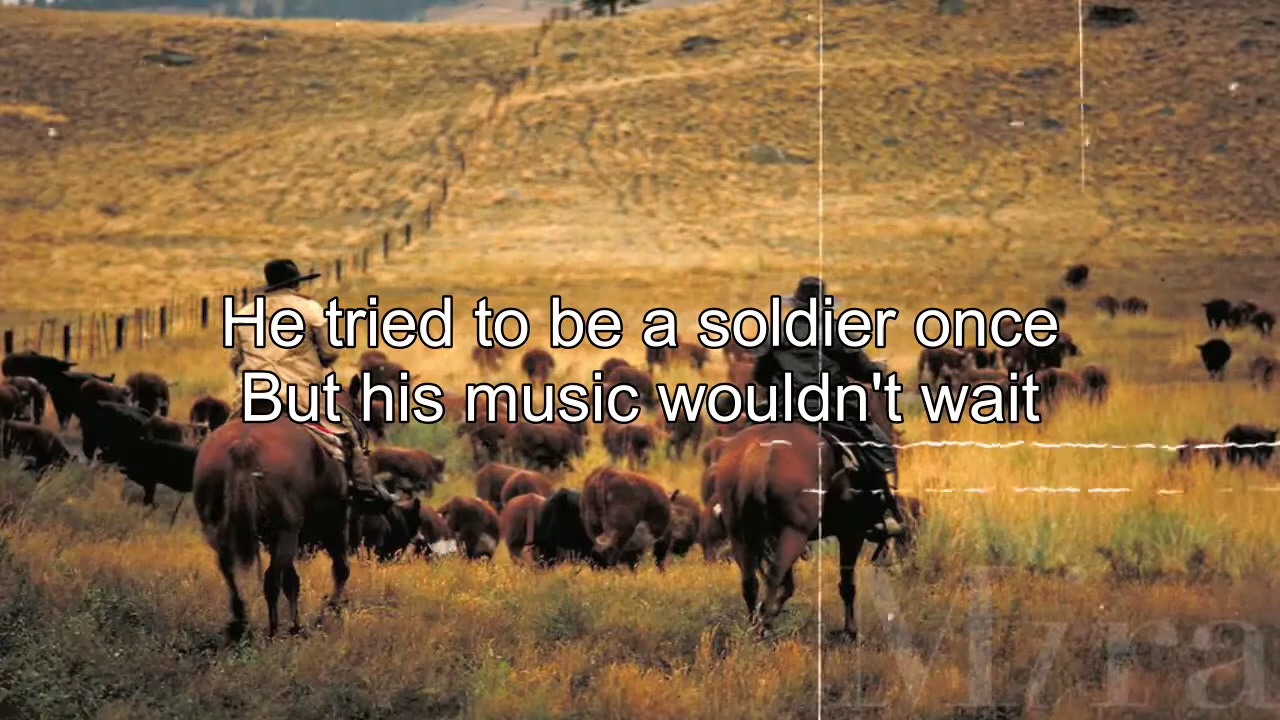 He tried to be a soldier once
But his music wouldn't wait